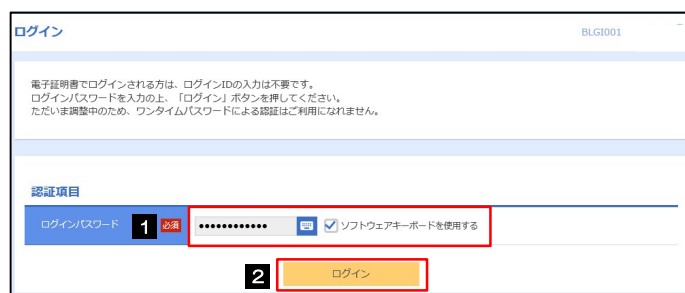 ログイン
BLGI001
電子証明書でログインされる方は、ログインIDの入力は不要です。
ログインパスワードを入力の上、「ログイン」ボタンを押してください。
ただいま調整中のため、ワンタイムパスワードによる認証はご利用になれません。
認証項目
ログインパスワード 1 必須 •••••••••••• ソフトウェアキーボードを使用する
2 ログイン